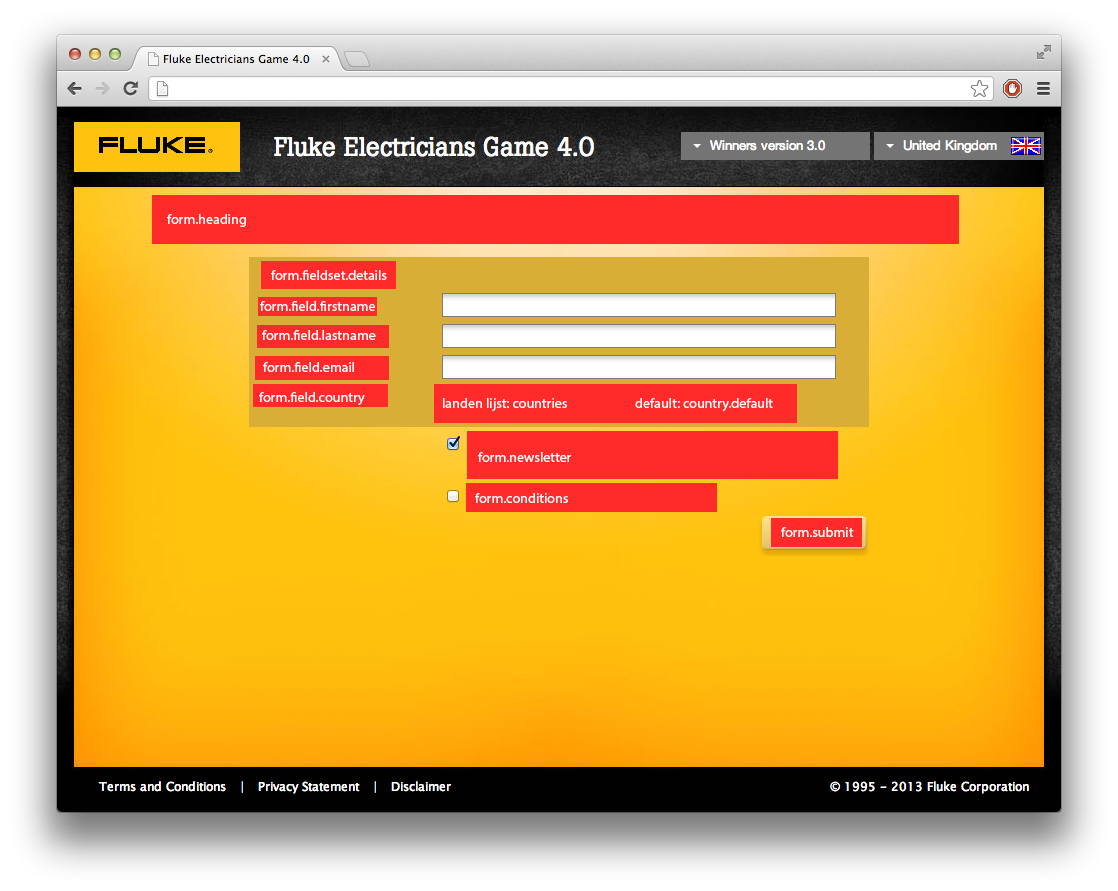 Fluke Electricians Game 4.0
FLUKE®
Fluke Electricians Game 4.0
Winners version 3.0
United Kingdom
form.heading
form.fieldset.details
form.field.firstname
form.field.lastname
form.field.email
form.field.country
landen lijst: countries default: country.default
form.newsletter
form.conditions
form.submit
Terms and Conditions | Privacy Statement | Disclaimer
© 1995 – 2013 Fluke Corporation